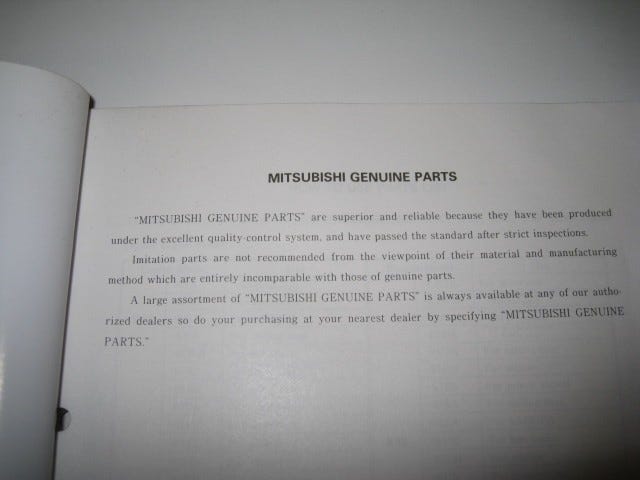 MITSUBISHI GENUINE PARTS
"MITSUBISHI GENUINE PARTS" are superior and reliable because they have been produced
under the excellent quality-control system, and have passed the standard after strict inspections.
Imitation parts are not recommended from the viewpoint of their material and manufacturing
method which are entirely incomparable with those of genuine parts.
A large assortment of "MITSUBISHI GENUINE PARTS" is always available at any of our autho-
rized dealers so do your purchasing at your nearest dealer by specifying "MITSUBISHI GENUINE
PARTS."